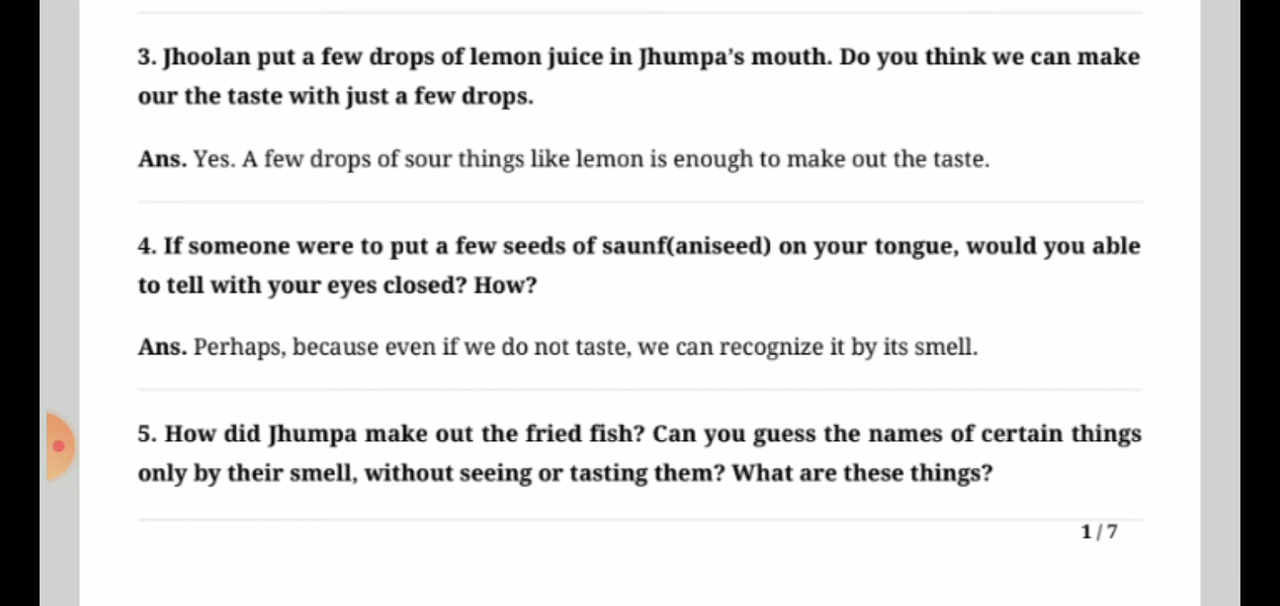 3. Jhoolan put a few drops of lemon juice in Jhumpa's mouth. Do you think we can make
our the taste with just a few drops.
Ans. Yes. A few drops of sour things like lemon is enough to make out the taste.
4. If someone were to put a few seeds of saunf(aniseed) on your tongue, would you able
to tell with your eyes closed? How?
Ans. Perhaps, because even if we do not taste, we can recognize it by its smell.
5. How did Jhumpa make out the fried fish? Can you guess the names of certain things
only by their smell, without seeing or tasting them? What are these things?
1 / 7